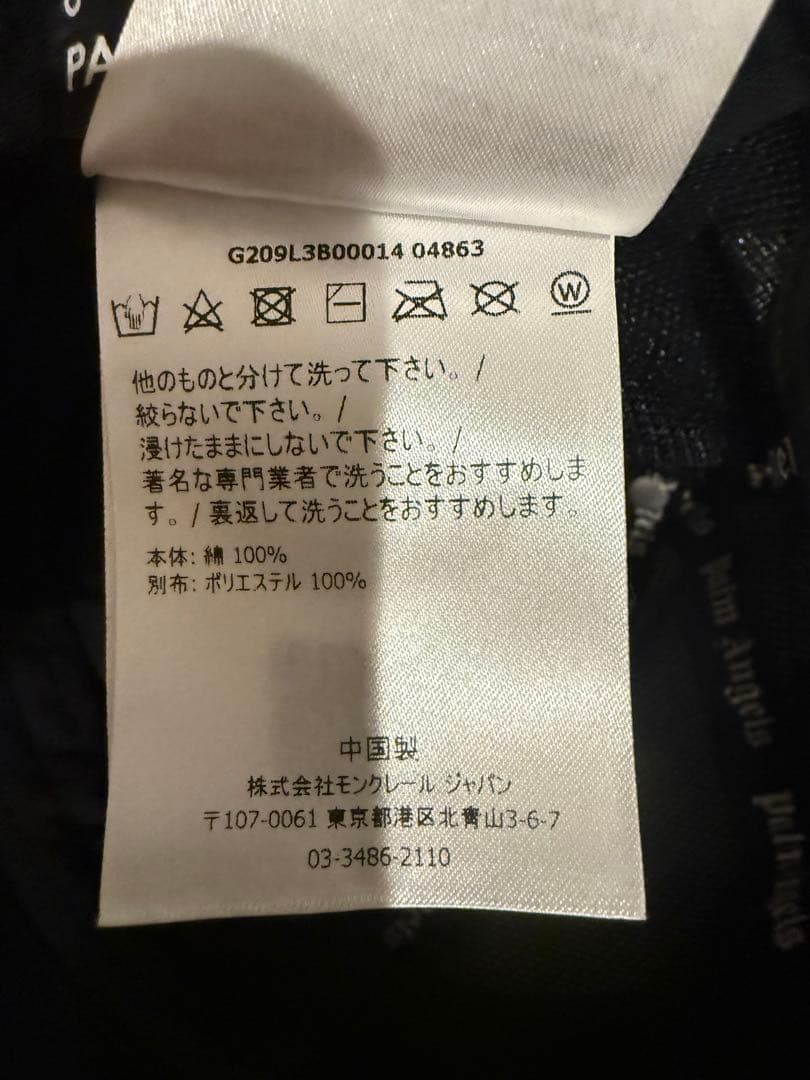 PA
G209L3B00014 04863
W
他のものと分けて洗って下さい。/
絞らないで下さい。/
浸けたままにしないで下さい。/
著名な専門業者で洗うことをおすすめしま
す。/ 裏返して洗うことをおすすめします。
本体: 綿 100%
別布: ポリエステル 100%
中国製
株式会社モンクレール ジャパン
〒107-0061 東京都港区北青山3-6-7
03-3486-2110
Palm Angels